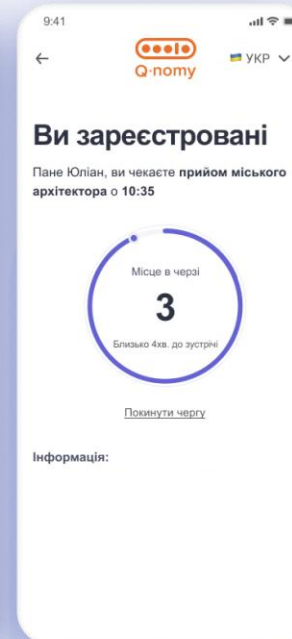 9:41
Q·nomy
УКР
Ви зареєстровані
Пане Юліан, ви чекаєте прийом міського
архітектора о 10:35
Місце в черзі
3
Близько 4хв. до зустрічі
Покинути чергу
Інформація: